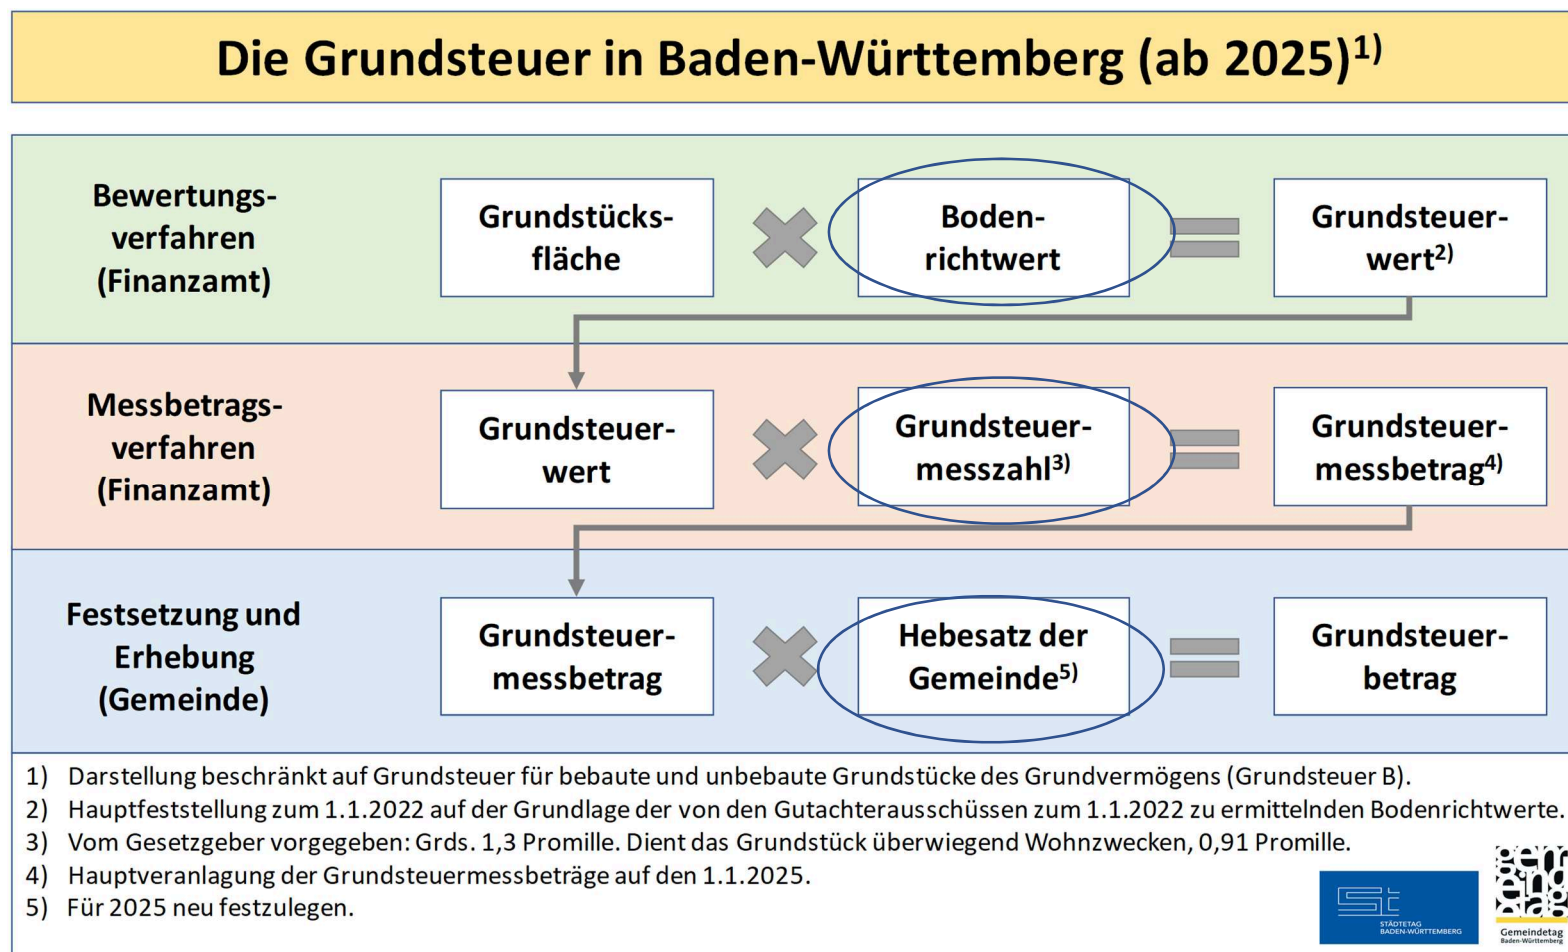 Die Grundsteuer in Baden-Württemberg (ab 2025)1)
Bewertungs-
verfahren
(Finanzamt)
Grundstücks-
fläche
Boden-
richtwert
Grundsteuer-
wert2)
Messbetrags-
verfahren
(Finanzamt)
Grundsteuer-
wert
Grundsteuer-
messzahl3)
Grundsteuer-
messbetrag4)
Festsetzung und
Erhebung
(Gemeinde)
Grundsteuer-
messbetrag
Hebesatz der
Gemeinde5)
Grundsteuer-
betrag
1) Darstellung beschränkt auf Grundsteuer für bebaute und unbebaute Grundstücke des Grundvermögens (Grundsteuer B).
2) Hauptfeststellung zum 1.1.2022 auf der Grundlage der von den Gutachterausschüssen zum 1.1.2022 zu ermittelnden Bodenrichtwerte.
3) Vom Gesetzgeber vorgegeben: Grds. 1,3 Promille. Dient das Grundstück überwiegend Wohnzwecken, 0,91 Promille.
4) Hauptveranlagung der Grundsteuermessbeträge auf den 1.1.2025.
5) Für 2025 neu festzulegen.
STÄDTETAG
BADEN-WÜRTTEMBERG
gem
eind
etag
Gemeindetag
Baden-Württemberg